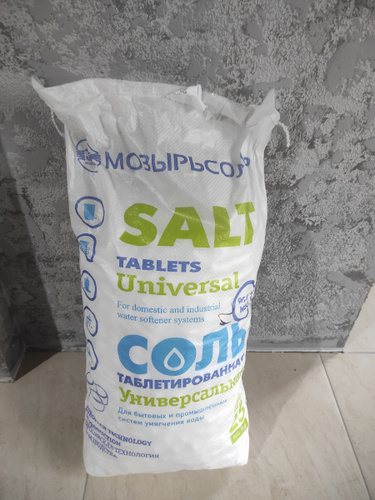 МОЗЫРЬСОЛЬ
SALT
TABLETS
Universal
For domestic and industrial
water softener systems
СОЛЬ
ТАБЛЕТИРОВАННАЯ
Универсальная
Для бытовых и промышленных
систем умягчения воды
TECHNOLOGY